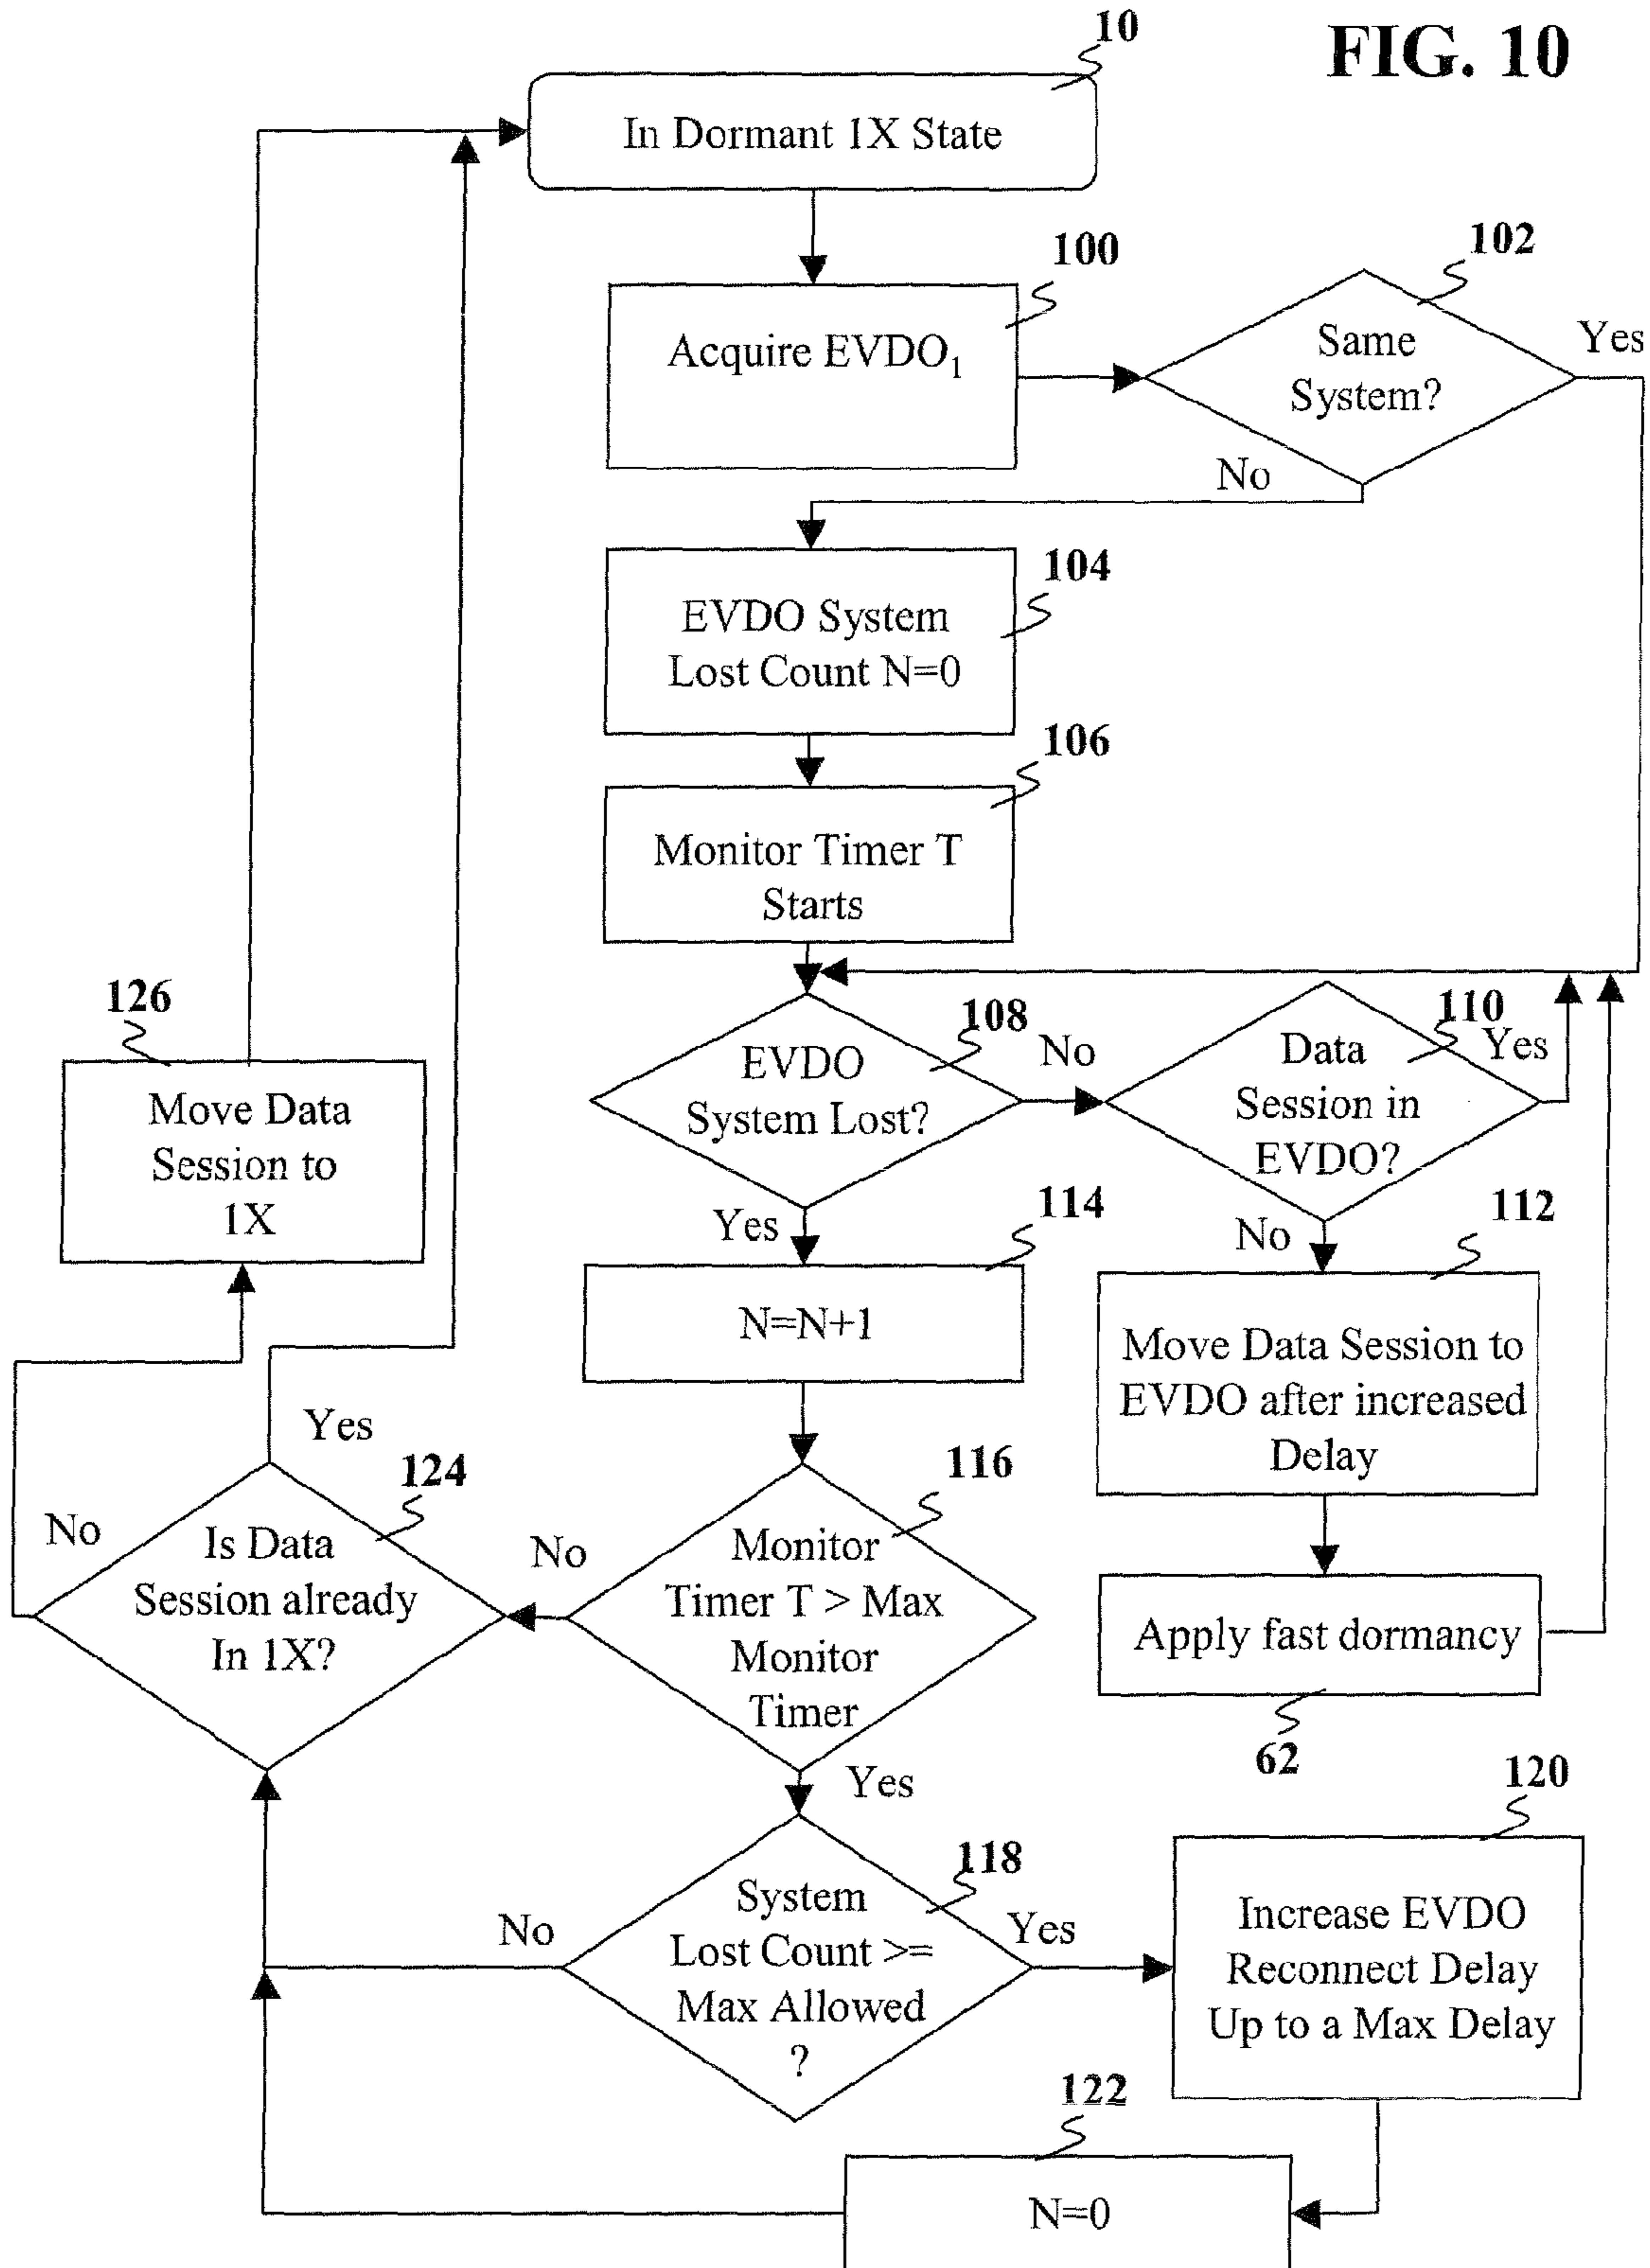 FIG. 10
10
In Dormant 1X State
100
Acquire EVDO₁
102
Same
System?
Yes
No
104
EVDO System
Lost Count N=0
106
Monitor Timer T
Starts
108
EVDO
System Lost?
No
Yes
110
Data
Session in
EVDO?
Yes
No
112
Move Data Session to
EVDO after increased
Delay
Apply fast dormancy
62
114
N=N+1
116
Monitor
Timer T > Max
Monitor
Timer
No
Yes
118
System
Lost Count >=
Max Allowed
?
No
Yes
120
Increase EVDO
Reconnect Delay
Up to a Max Delay
122
N=0
124
Is Data
Session already
In 1X?
Yes
No
126
Move Data
Session to
1X